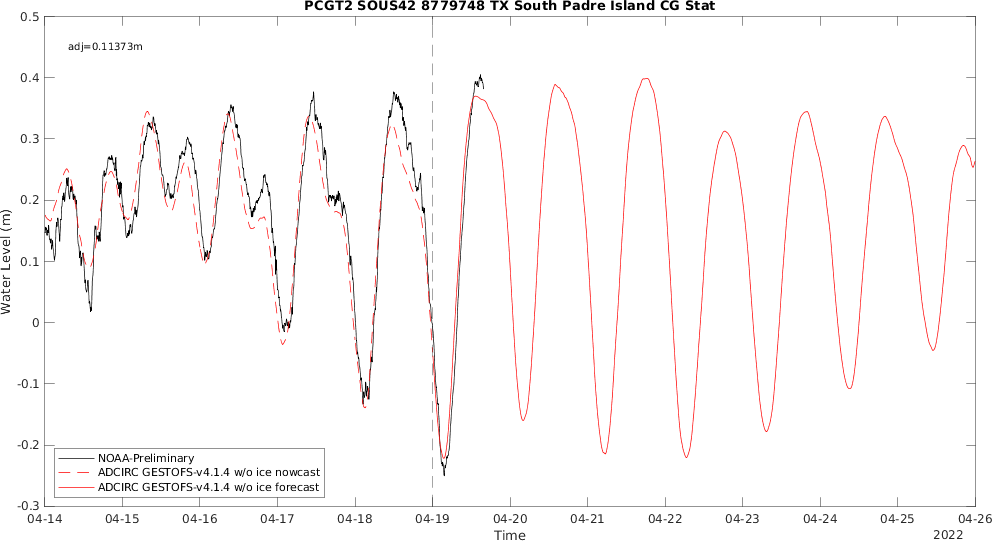 PCGT2 SOUS42 8779748 TX South Padre Island CG Stat
adj=0.11373m
0.5
0.4
0.3
0.2
0.1
0
-0.1
-0.2
-0.3
Water Level (m)
NOAA-Preliminary
ADCIRC GESTOFS-v4.1.4 w/o ice nowcast
ADCIRC GESTOFS-v4.1.4 w/o ice forecast
04-14 04-15 04-16 04-17 04-18 04-19 04-20 04-21 04-22 04-23 04-24 04-25 04-26
Time
2022